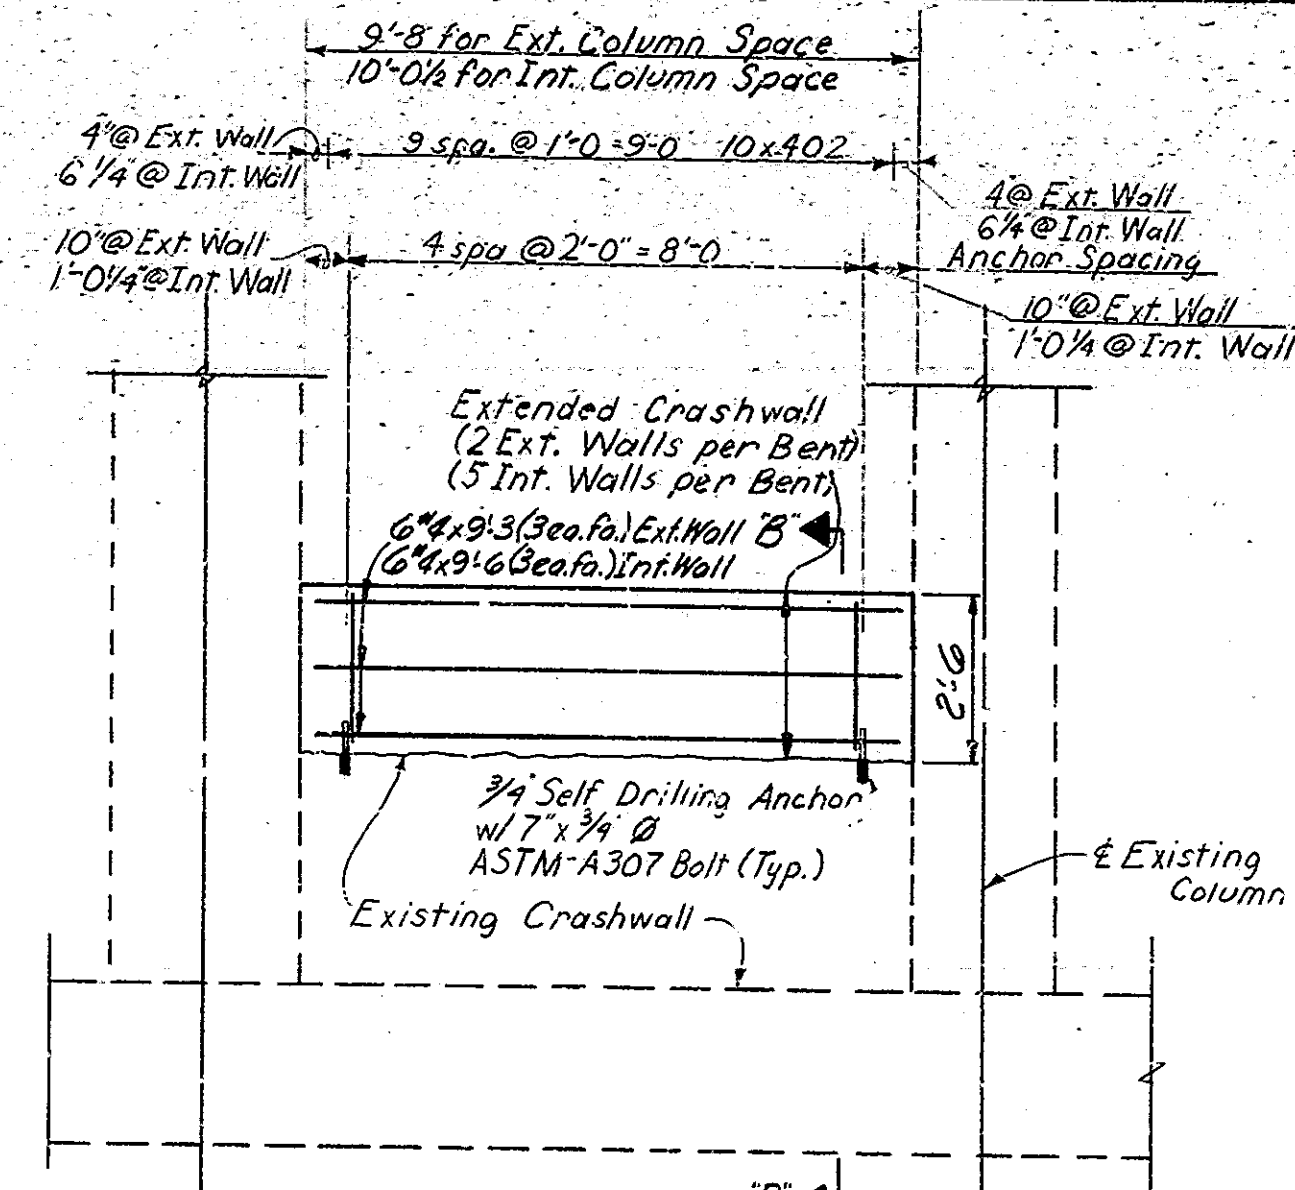 9'-8 for Ext. Column Space
10'-0½ for Int. Column Space
4"@ Ext. Wall
6 ¼"@ Int. Wall
9 spa. @ 1'-0 = 9-0 10x402
4@ Ext. Wall
6¼"@ Int. Wall
Anchor Spacing
10"@ Ext. Wall
1'-0¼"@ Int. Wall
4 spa @ 2'-0" = 8'-0
10"@ Ext. Wall
1'-0¼ @ Int. Wall
Extended Crashwall
(2 Ext. Walls per Bent)
(5 Int. Walls per Bent)
6"4x9'-3(3ea.fa.)Ext.Wall "B"
(6"4x9'-6(3ea.fa.)Int.Wall
2'-6
¾" Self Drilling Anchor
w/ 7" x ¾" Ø
ASTM-A307 Bolt (Typ.)
Existing Crashwall
℄ Existing
Column